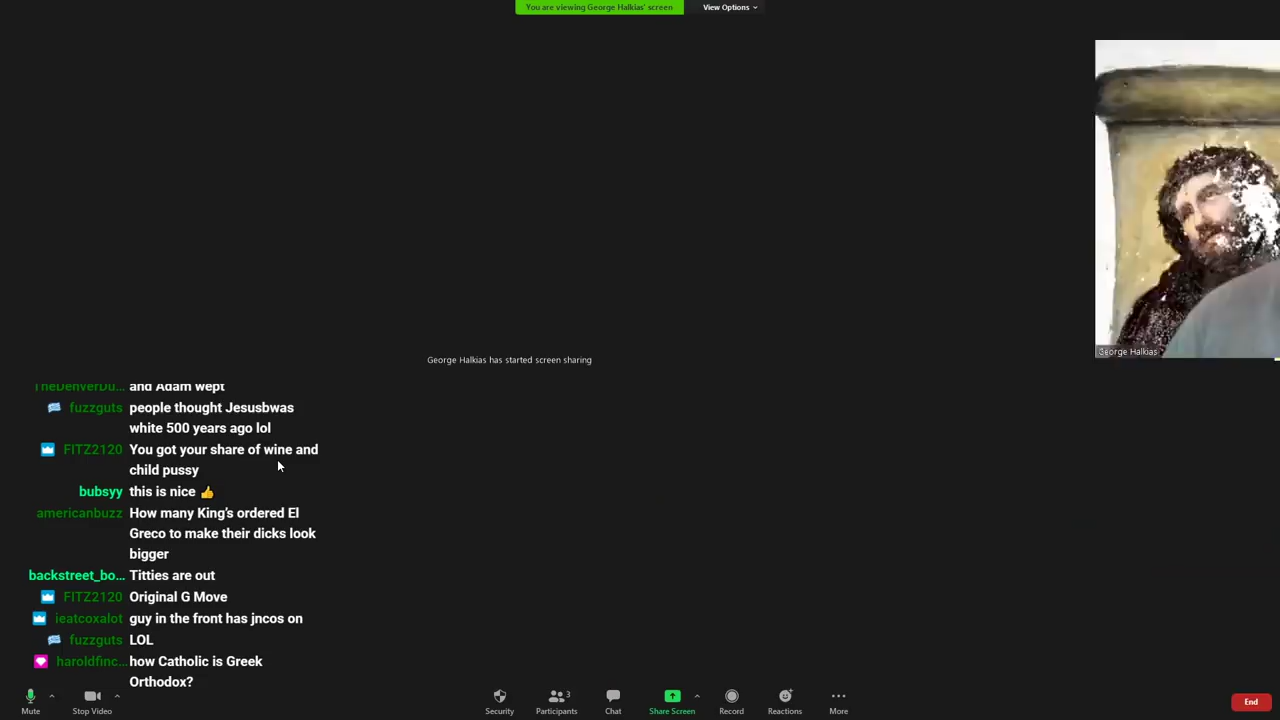 You are viewing George Halkias' screen
View Options
George Halkias
George Halkias has started screen sharing
TheDenverDu... and Adam wept
fuzzguts people thought Jesusbwas
white 500 years ago lol
FITZ2120 You got your share of wine and
child pussy
bubsyy this is nice 👍
americanbuzz How many King's ordered El
Greco to make their dicks look
bigger
backstreet_bo... Titties are out
FITZ2120 Original G Move
ieatcoxalot guy in the front has jncos on
fuzzguts LOL
haroldfinc... how Catholic is Greek
Orthodox?
Mute
Stop Video
Security
Participants 3
Chat
Share Screen
Record
Reactions
More
End